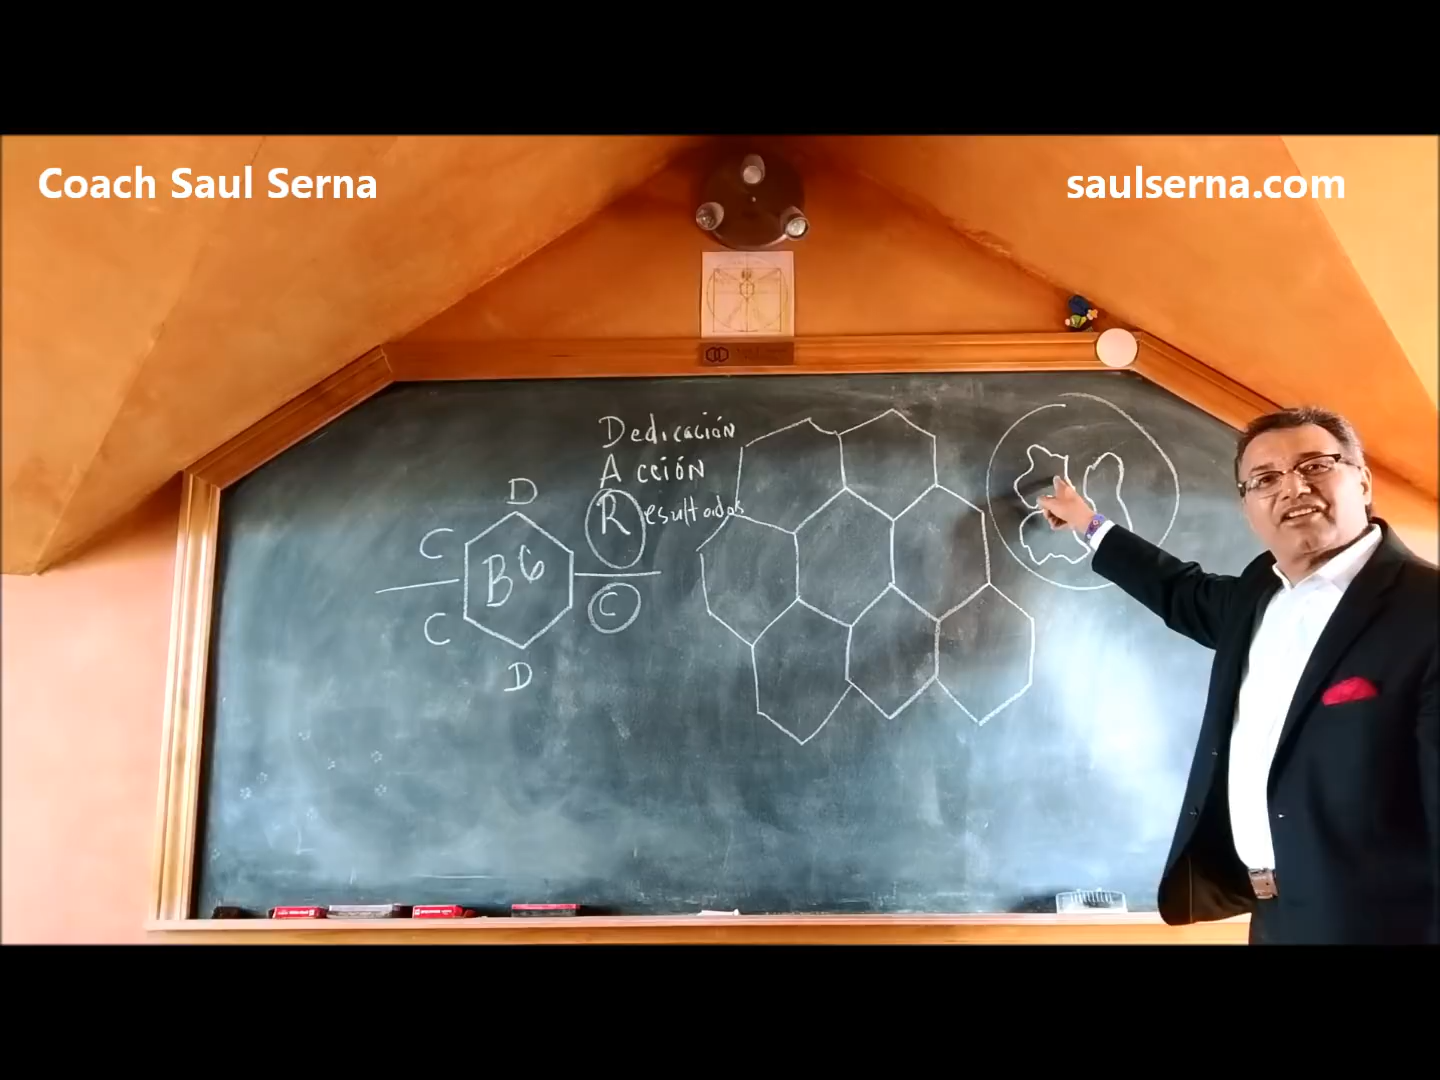 Coach Saul Serna
saulserna.com
Dedicación
Acción
Resultados
D
C
B6
C
C
D